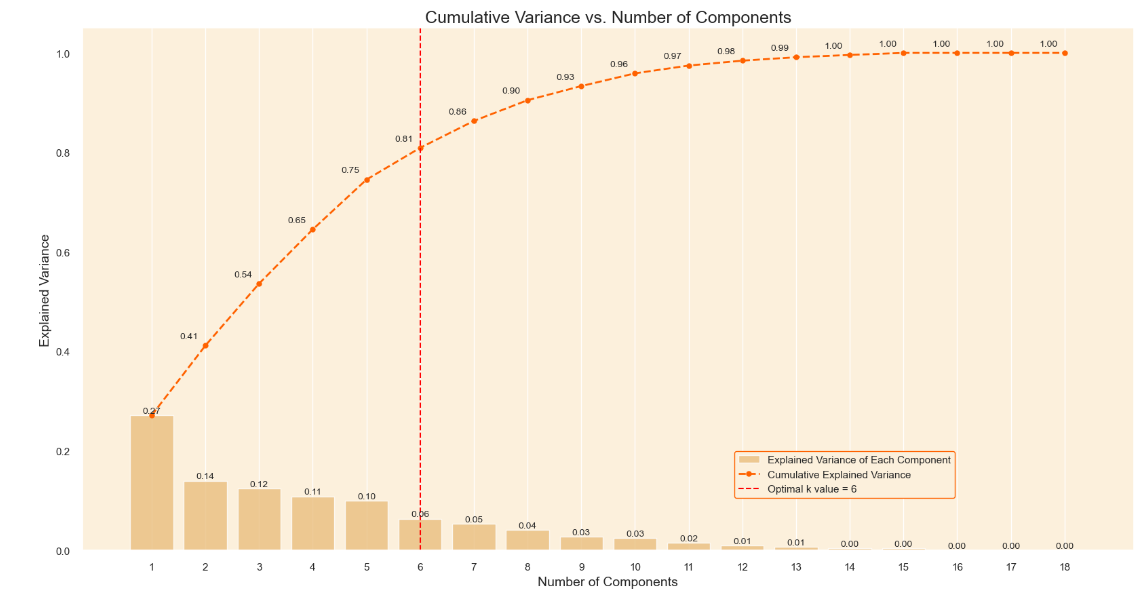 Cumulative Variance vs. Number of Components
1.00 1.00 1.00 1.00 1.00
0.99
0.98
0.97
0.96
0.93
0.90
0.86
0.81
0.75
0.65
0.54
0.41
0.27
1.0
0.8
0.6
0.4
0.2
0.0
Explained Variance
0.14 0.12 0.11 0.10 0.06 0.05 0.04 0.03 0.03 0.02 0.01 0.01 0.00 0.00 0.00 0.00 0.00
Explained Variance of Each Component
Cumulative Explained Variance
Optimal k value = 6
1 2 3 4 5 6 7 8 9 10 11 12 13 14 15 16 17 18
Number of Components